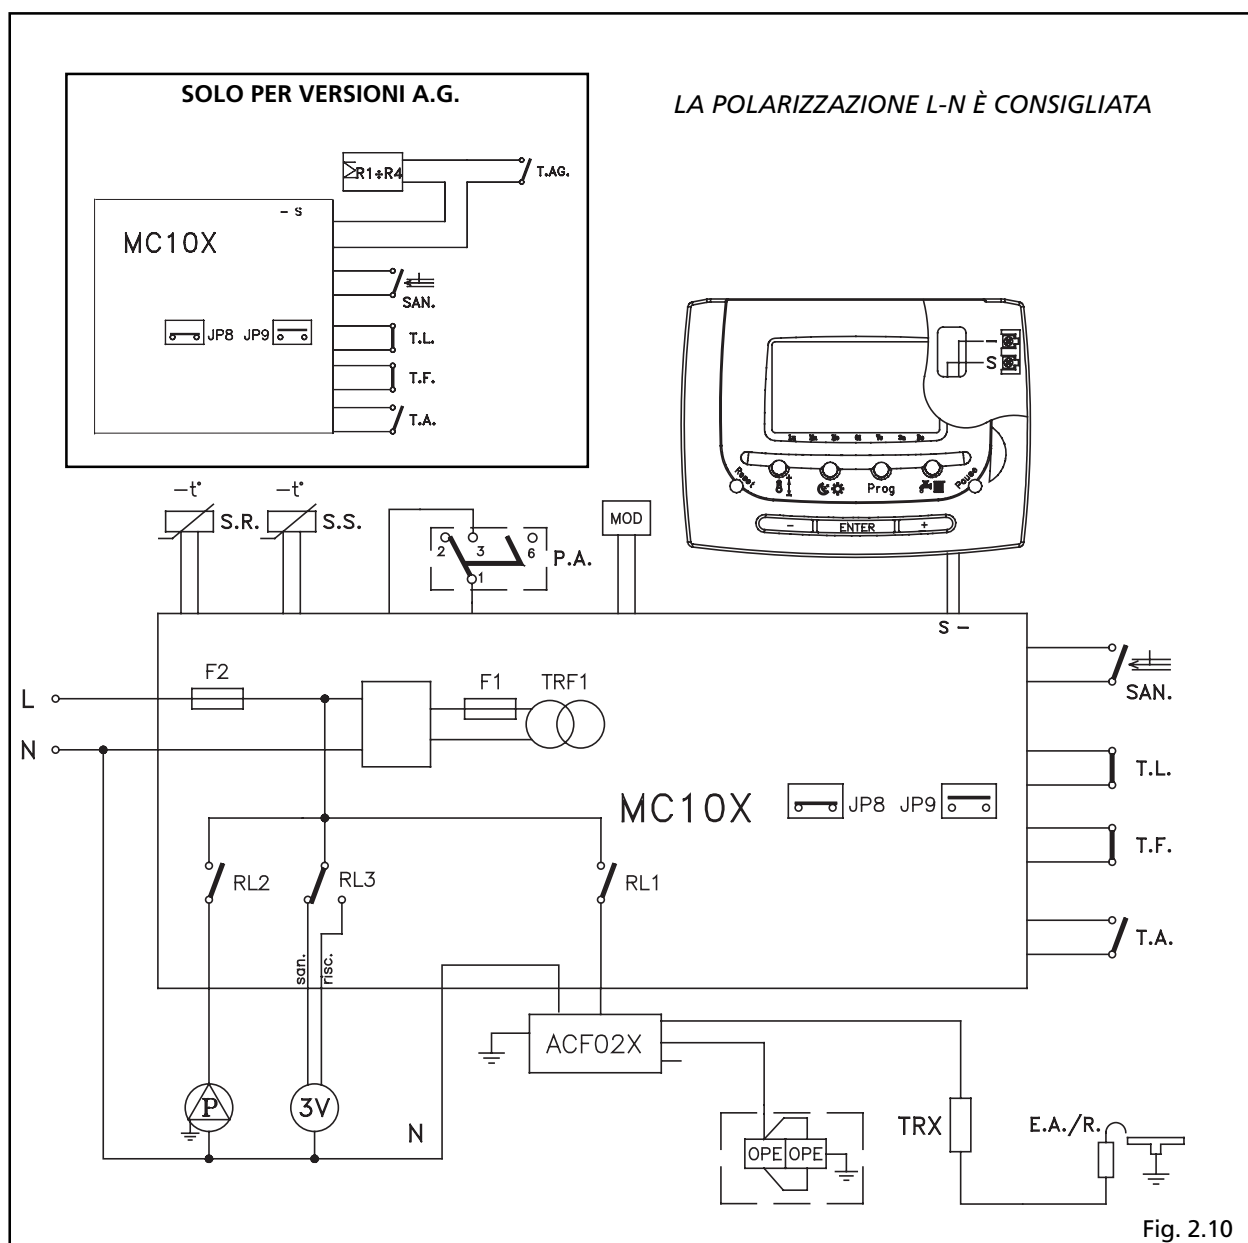 SOLO PER VERSIONI A.G.
LA POLARIZZAZIONE L-N È CONSIGLIATA
ΣR1÷R4
T.AG.
- S
MC10X
SAN.
JP8 JP9
T.L.
T.F.
T.A.
-
S
Reset
Prog
Pause
- ENTER +
-t°
S.R.
-t°
S.S.
2 3 6
1
P.A.
MOD
S -
L
F2
F1
TRF1
N
SAN.
MC10X
JP8 JP9
T.L.
T.F.
T.A.
RL2
RL3
RL1
san.
risc.
ACF02X
P
3V
N
OPE OPE
TRX
E.A./R.
Fig. 2.10